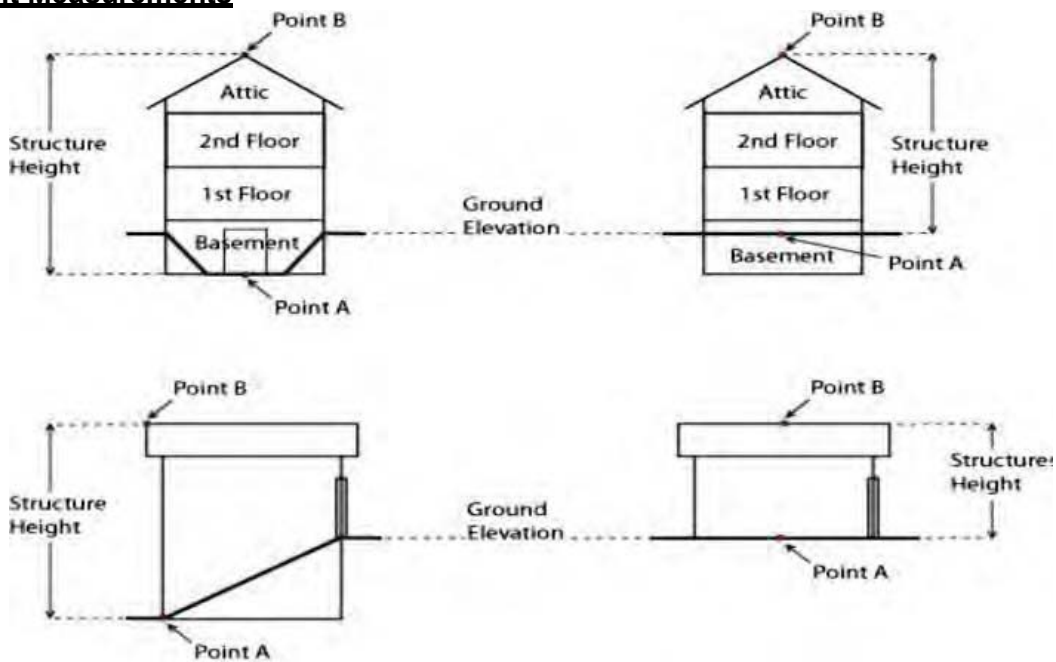 Point B
Point B
Attic
Attic
Structure
Height
2nd Floor
2nd Floor
Structure
Height
1st Floor
Ground
Elevation
1st Floor
Basement
Basement
Point A
Point A
Point B
Point B
Structure
Height
Ground
Elevation
Structures
Height
Point A
Point A